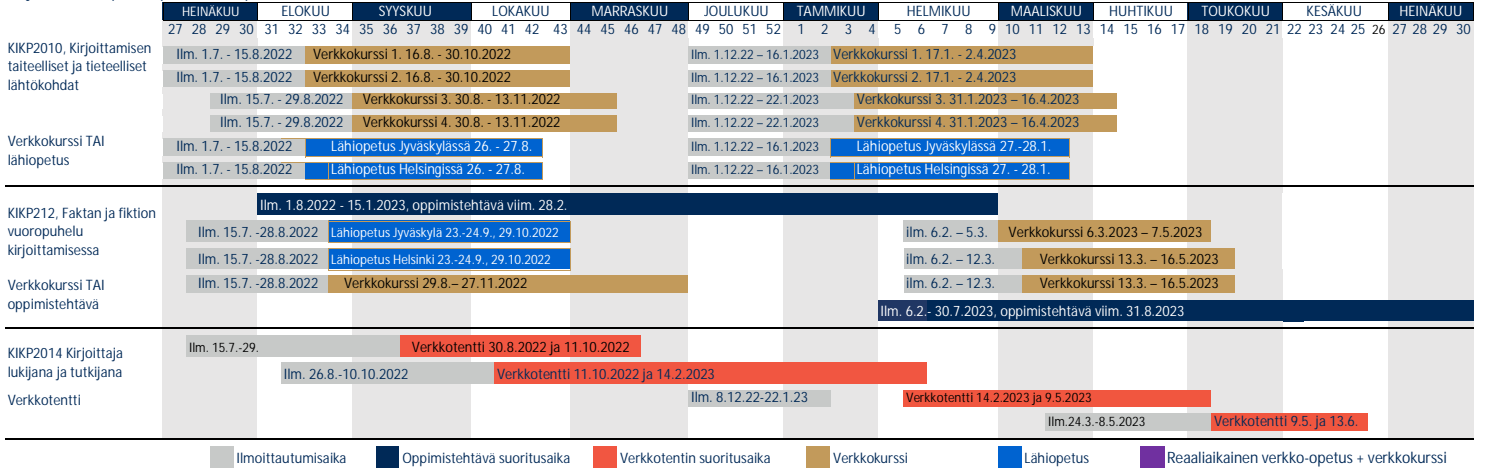 HEINÄKUU ELOKUU SYYSKUU LOKAKUU MARRASKUU JOULUKUU TAMMIKUU HELMIKUU MAALISKUU HUHTIKUU TOUKOKUU KESÄKUU HEINÄKUU
27 28 29 30 31 32 33 34 35 36 37 38 39 40 41 42 43 44 45 46 47 48 49 50 51 52 1 2 3 4 5 6 7 8 9 10 11 12 13 14 15 16 17 18 19 20 21 22 23 24 25 26 27 28 29 30
KIKP2010, Kirjoittamisen
taiteelliset ja tieteelliset
lähtökohdat
Ilm. 1.7. - 15.8.2022 Verkkokurssi 1. 16.8. - 30.10.2022 Ilm. 1.12.22 – 16.1.2023 Verkkokurssi 1. 17.1. - 2.4.2023
Ilm. 1.7. - 15.8.2022 Verkkokurssi 2. 16.8. - 30.10.2022 Ilm. 1.12.22 – 16.1.2023 Verkkokurssi 2. 17.1. - 2.4.2023
Ilm. 15.7. - 29.8.2022 Verkkokurssi 3. 30.8. - 13.11.2022 Ilm. 1.12.22 – 22.1.2023 Verkkokurssi 3. 31.1.2023 – 16.4.2023
Ilm. 15.7. - 29.8.2022 Verkkokurssi 4. 30.8. - 13.11.2022 Ilm. 1.12.22 – 22.1.2023 Verkkokurssi 4. 31.1.2023 – 16.4.2023
Verkkokurssi TAI
lähiopetus
Ilm. 1.7. - 15.8.2022 Lähiopetus Jyväskylässä 26. - 27.8. Ilm. 1.12.22 – 16.1.2023 Lähiopetus Jyväskylässä 27.-28.1.
Ilm. 1.7. - 15.8.2022 Lähiopetus Helsingissä 26. - 27.8. Ilm. 1.12.22 – 16.1.2023 Lähiopetus Helsingissä 27. - 28.1.
KIKP212, Faktan ja fiktion
vuoropuhelu
kirjoittamisessa
Ilm. 1.8.2022 - 15.1.2023, oppimistehtävä viim. 28.2.
Ilm. 15.7. -28.8.2022 Lähiopetus Jyväskylä 23.-24.9., 29.10.2022 ilm. 6.2. – 5.3. Verkkokurssi 6.3.2023 – 7.5.2023
Ilm. 15.7. -28.8.2022 Lähiopetus Helsinki 23.-24.9., 29.10.2022 ilm. 6.2. – 12.3. Verkkokurssi 13.3. – 16.5.2023
Verkkokurssi TAI
oppimistehtävä
Ilm. 15.7. -28.8.2022 Verkkokurssi 29.8.– 27.11.2022 ilm. 6.2. – 12.3. Verkkokurssi 13.3. – 16.5.2023
Ilm. 6.2.- 30.7.2023, oppimistehtävä viim. 31.8.2023
KIKP2014 Kirjoittaja
lukijana ja tutkijana
Verkkotentti
Ilm. 15.7.-29. Verkkotentti 30.8.2022 ja 11.10.2022
Ilm. 26.8.-10.10.2022 Verkkotentti 11.10.2022 ja 14.2.2023
Ilm. 8.12.22-22.1.23 Verkkotentti 14.2.2023 ja 9.5.2023
Ilm.24.3.-8.5.2023 Verkkotentti 9.5. ja 13.6.
Ilmoittautumisaika Oppimistehtävä suoritusaika Verkkotentin suoritusaika Verkkokurssi Lähiopetus Reaaliaikainen verkko-opetus + verkkokurssi